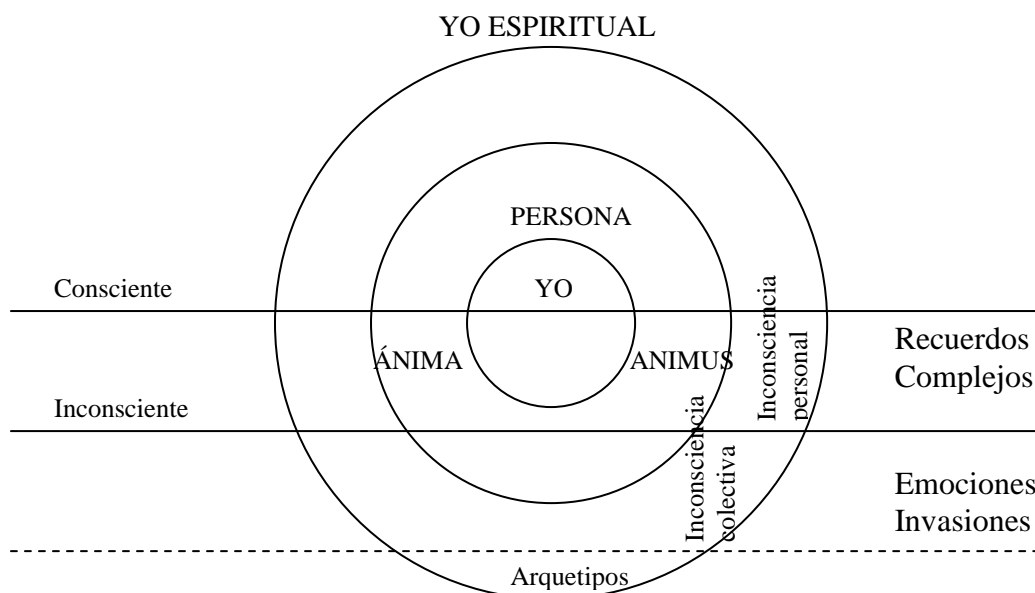 YO ESPIRITUAL
PERSONA
Consciente
YO
Recuerdos
Complejos
ÁNIMA
ANIMUS
Inconsciencia
personal
Inconsciente
Inconsciencia
colectiva
Emociones
Invasiones
Arquetipos